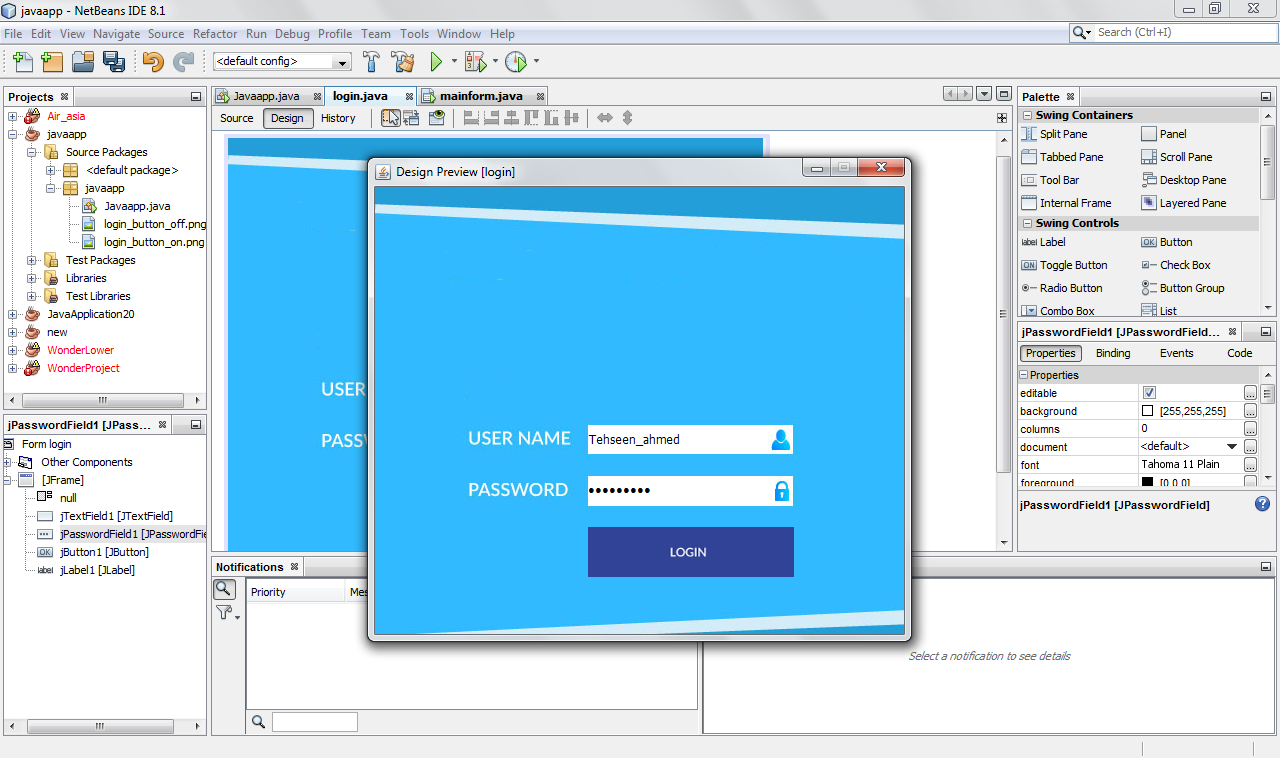 javaapp - NetBeans IDE 8.1
File Edit View Navigate Source Refactor Run Debug Profile Team Tools Window Help
Search (Ctrl+I)
<default config>
Projects
Air_asia
javaapp
Source Packages
<default package>
javaapp
Javaapp.java
login_button_off.png
login_button_on.png
Test Packages
Libraries
Test Libraries
JavaApplication20
new
WonderLower
WonderProject
jPasswordField1 [JPass...
Form login
Other Components
[JFrame]
null
jTextField1 [JTextField]
jPasswordField1 [JPasswordFie
OK jButton1 [JButton]
label jLabel1 [JLabel]
Javaapp.java login.java mainform.java
Source Design History
USER
PASSW
Design Preview [login]
USER NAME Tehseen_ahmed
PASSWORD •••••••••
LOGIN
Notifications
Priority Mes
Select a notification to see details
Palette
Swing Containers
Split Pane Panel
Tabbed Pane Scroll Pane
Tool Bar Desktop Pane
Internal Frame Layered Pane
Swing Controls
label Label OK Button
ON Toggle Button Check Box
Radio Button Button Group
Combo Box List
jPasswordField1 [JPasswordField...
Properties Binding Events Code
Properties
editable
background [255,255,255]
columns 0
document <default>
font Tahoma 11 Plain
foreground [0,0,0]
jPasswordField1 [JPasswordField]